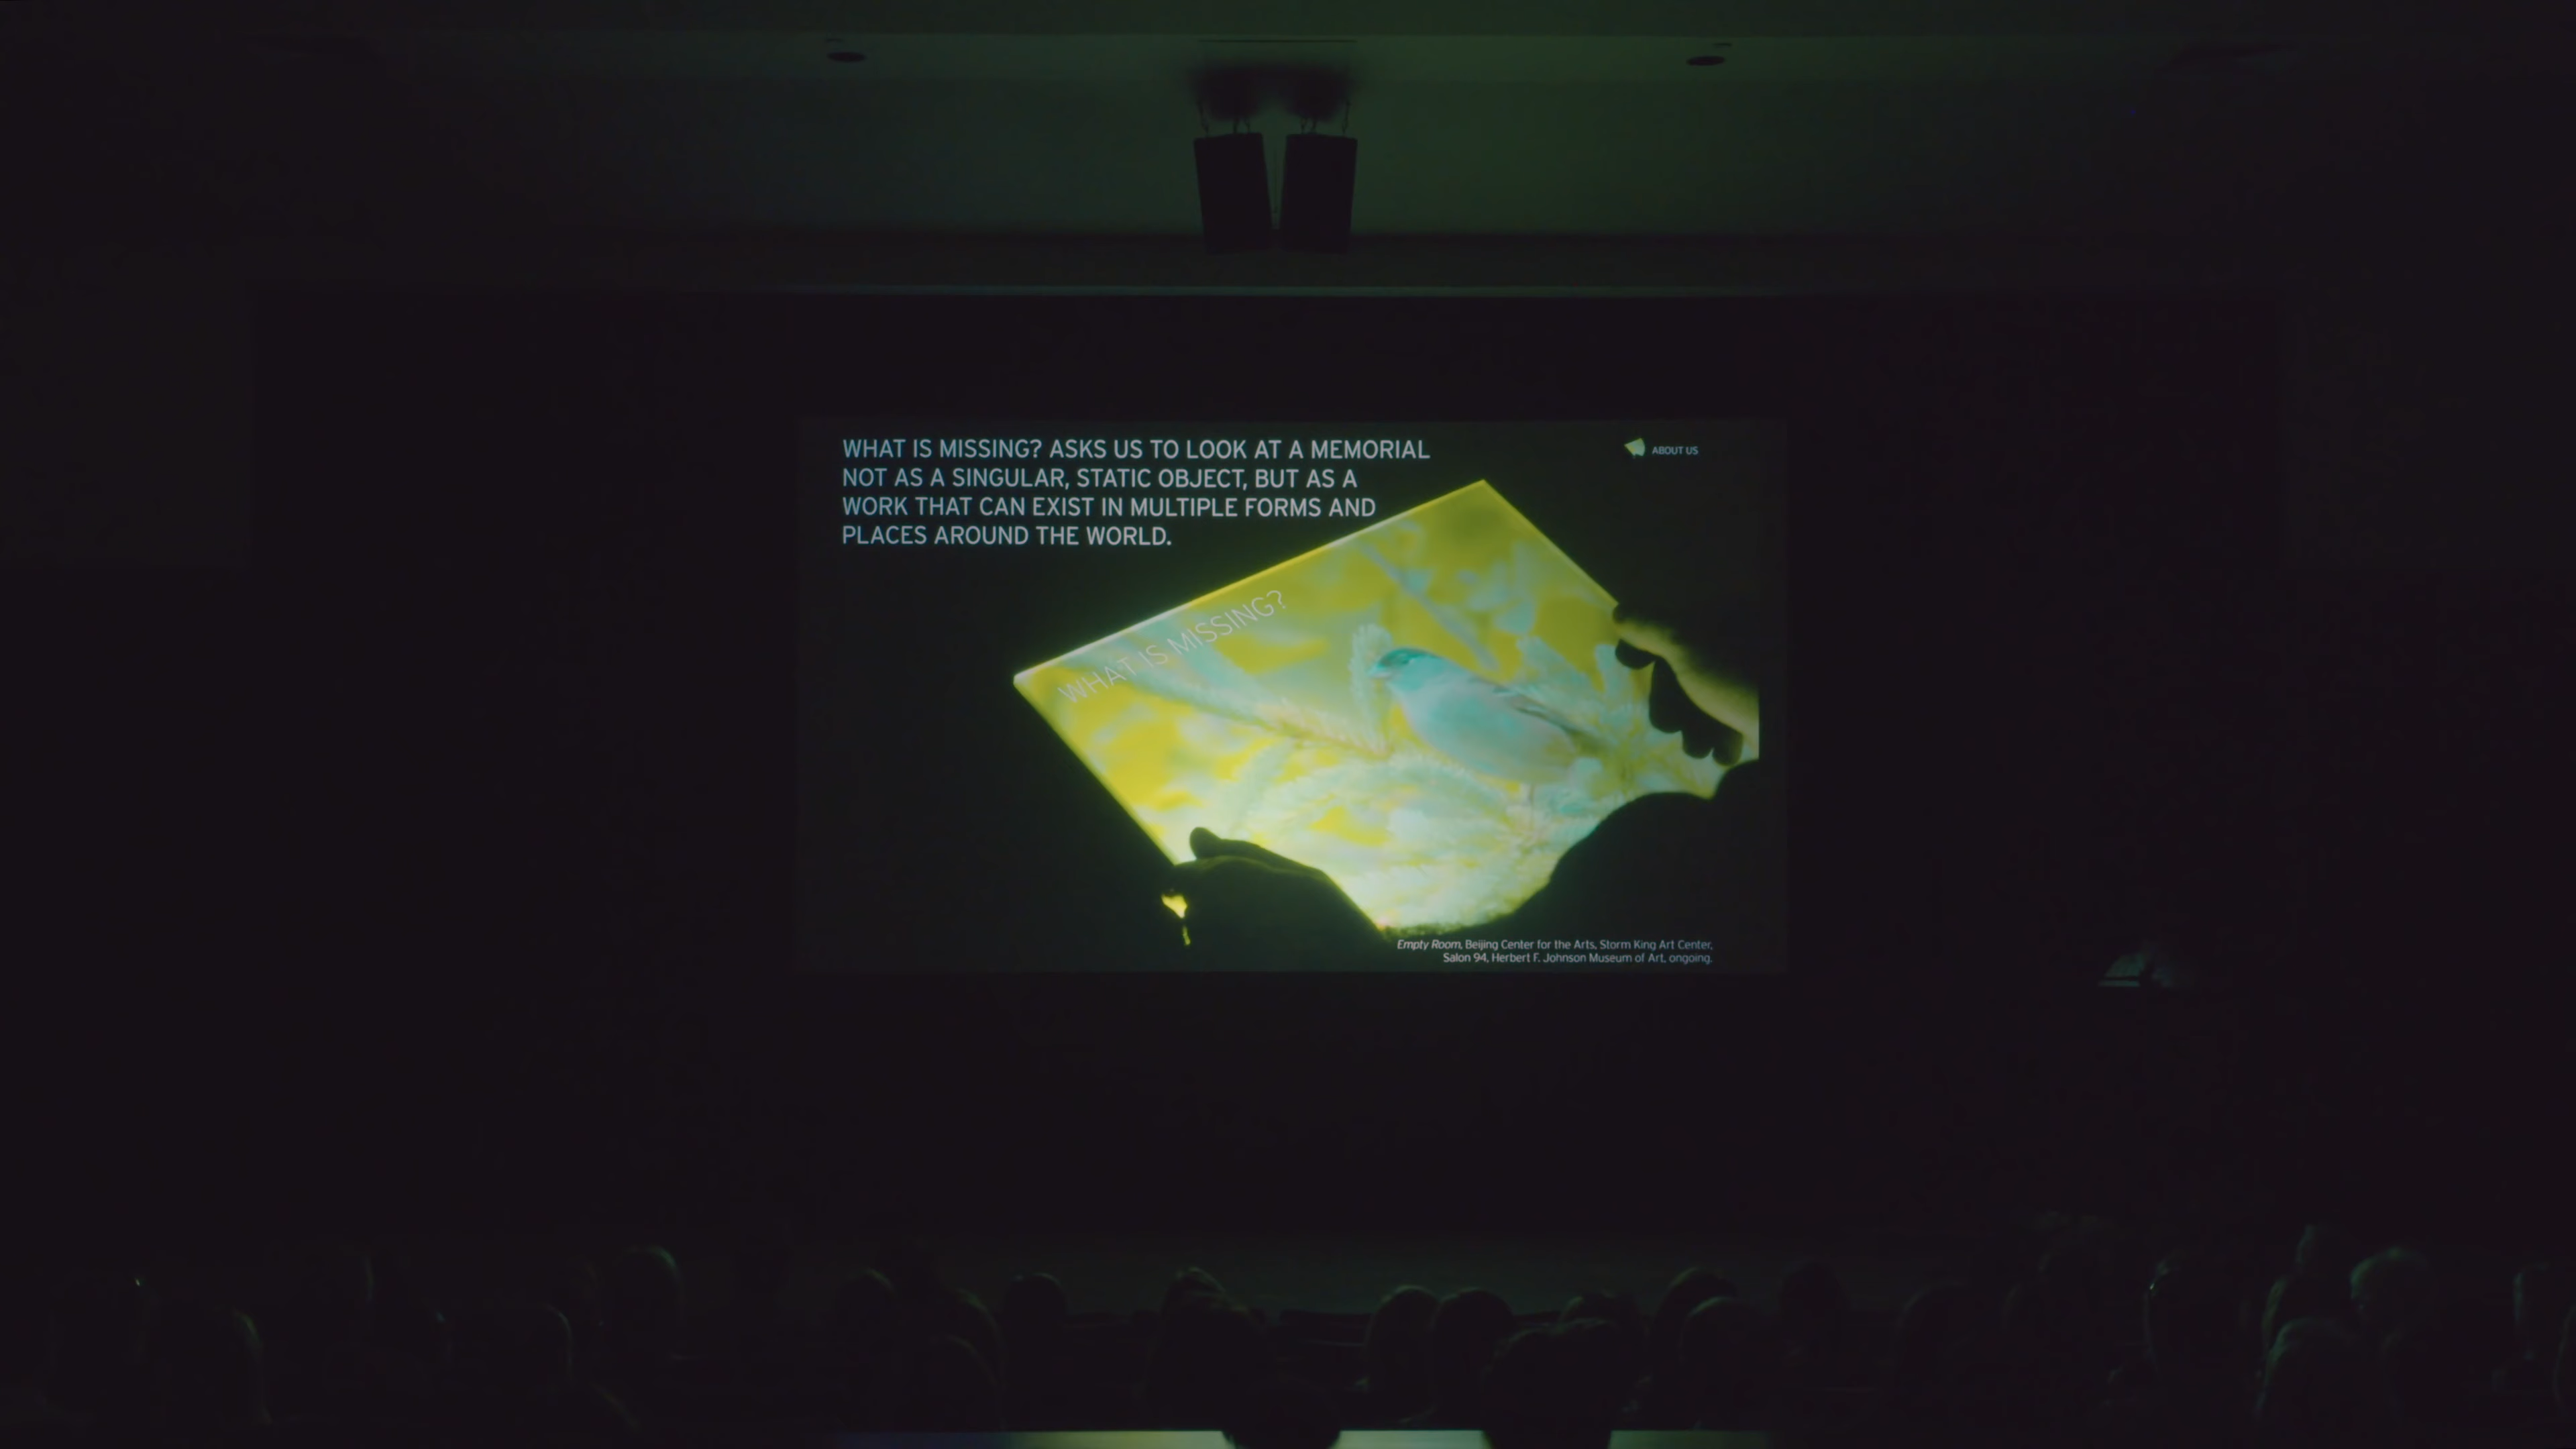 WHAT IS MISSING? ASKS US TO LOOK AT A MEMORIAL
NOT AS A SINGULAR, STATIC OBJECT, BUT AS A
WORK THAT CAN EXIST IN MULTIPLE FORMS AND
PLACES AROUND THE WORLD.
ABOUT US
WHAT IS MISSING?
Empty Room, Beijing Center for the Arts, Storm King Art Center,
Salon 94, Herbert F. Johnson Museum of Art, ongoing.